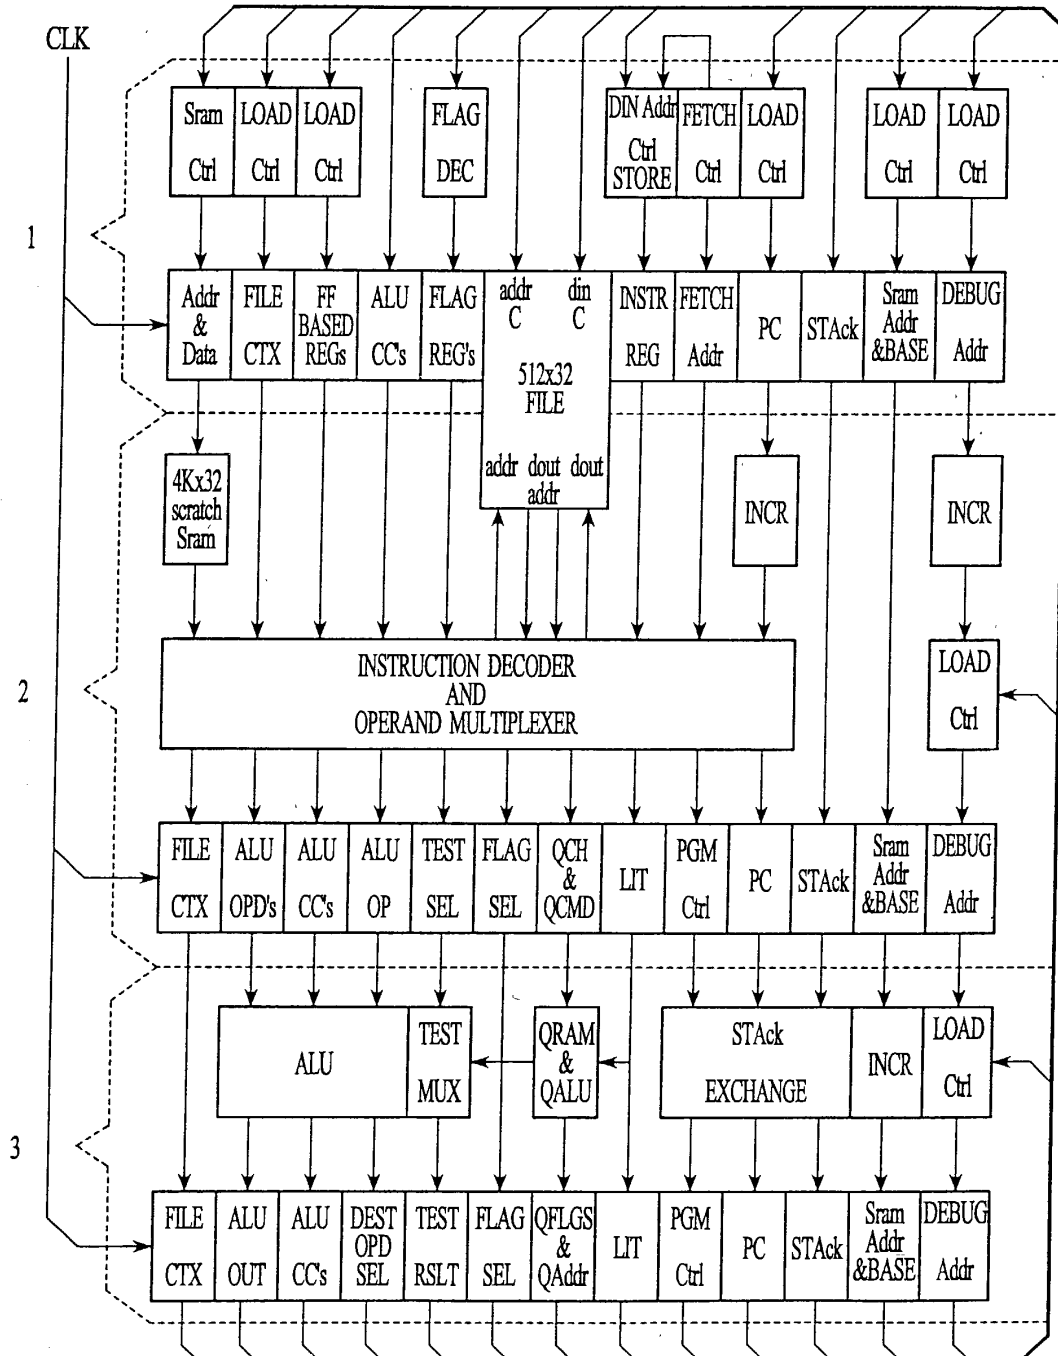 CLK
Sram
Ctrl
LOAD
Ctrl
LOAD
Ctrl
FLAG
DEC
DIN Addr
Ctrl
STORE
FETCH
Ctrl
LOAD
Ctrl
LOAD
Ctrl
LOAD
Ctrl
1
Addr
&
Data
FILE
CTX
FF
BASED
REGs
ALU
CC's
FLAG
REG's
addr
C
din
C
512x32
FILE
addr dout dout
addr
INSTR
REG
FETCH
Addr
PC
STAck
Sram
Addr
&BASE
DEBUG
Addr
4Kx32
scratch
Sram
INCR
INCR
2
INSTRUCTION DECODER
AND
OPERAND MULTIPLEXER
LOAD
Ctrl
FILE
CTX
ALU
OPD's
ALU
CC's
ALU
OP
TEST
SEL
FLAG
SEL
QCH
&
QCMD
LIT
PGM
Ctrl
PC
STAck
Sram
Addr
&BASE
DEBUG
Addr
3
ALU
TEST
MUX
QRAM
&
QALU
STAck
EXCHANGE
INCR
LOAD
Ctrl
FILE
CTX
ALU
OUT
ALU
CC's
DEST
OPD
SEL
TEST
RSLT
FLAG
SEL
QFLGS
&
QAddr
LIT
PGM
Ctrl
PC
STAck
Sram
Addr
&BASE
DEBUG
Addr